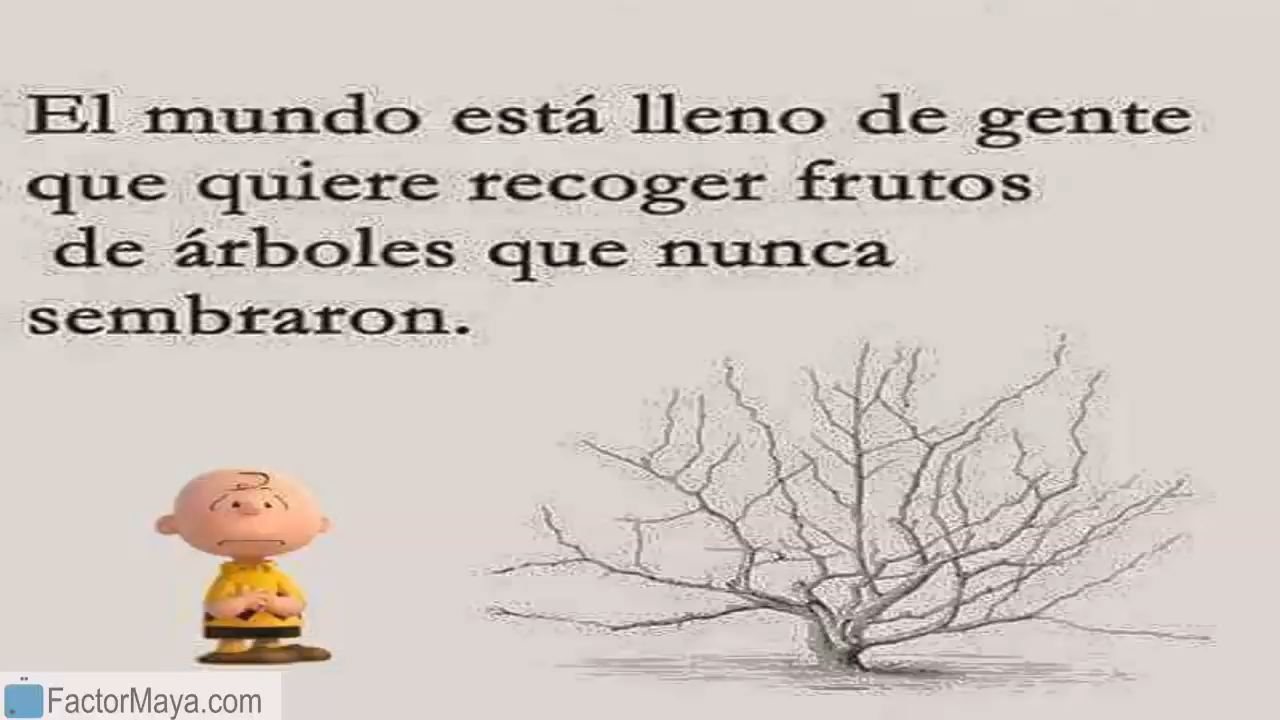 El mundo está lleno de gente
que quiere recoger frutos
de árboles que nunca
sembraron.
FactorMaya.com